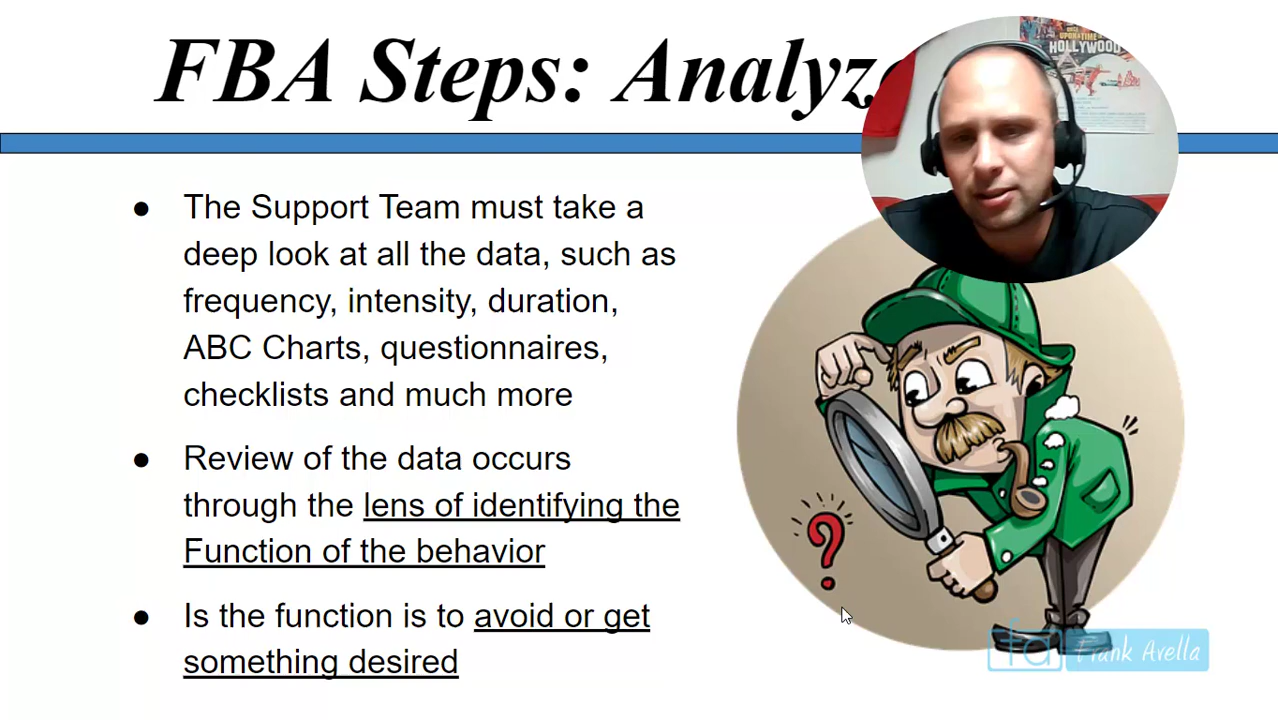 FBA Steps: Analyz
HOLLYWOOD
● The Support Team must take a
deep look at all the data, such as
frequency, intensity, duration,
ABC Charts, questionnaires,
checklists and much more
● Review of the data occurs
through the lens of identifying the
Function of the behavior
● Is the function is to avoid or get
something desired
?
fa Frank Avella